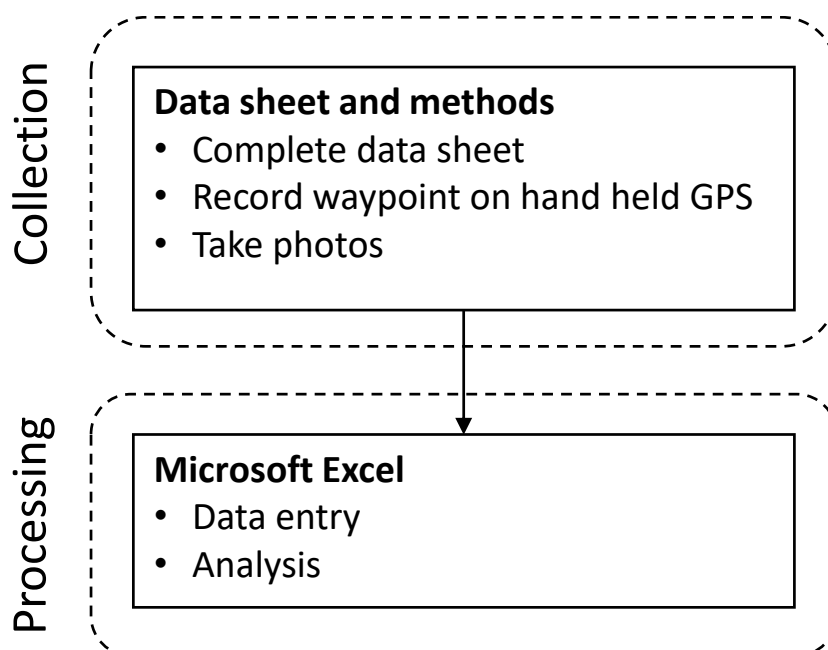 Collection
Data sheet and methods
• Complete data sheet
• Record waypoint on hand held GPS
• Take photos
Processing
Microsoft Excel
• Data entry
• Analysis